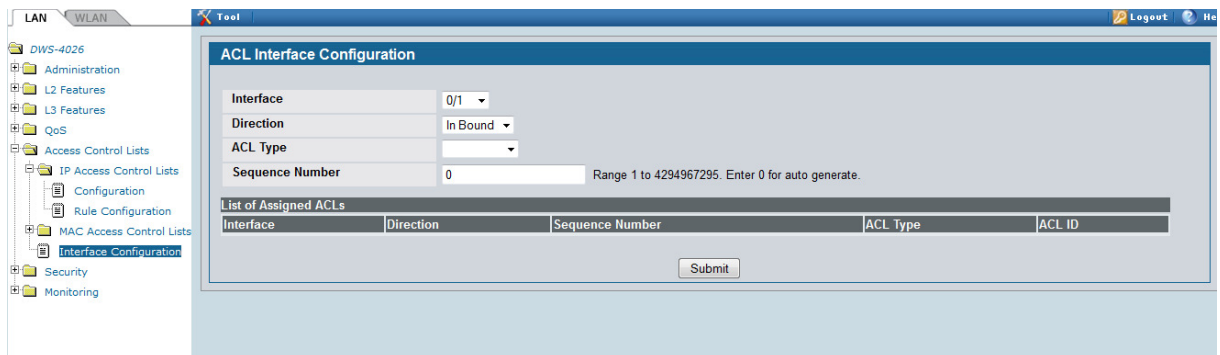 LAN WLAN Tool Logout He
DWS-4026
Administration
L2 Features
L3 Features
QoS
Access Control Lists
IP Access Control Lists
Configuration
Rule Configuration
MAC Access Control Lists
Interface Configuration
Security
Monitoring
ACL Interface Configuration
Interface 0/1
Direction In Bound
ACL Type
Sequence Number 0 Range 1 to 4294967295. Enter 0 for auto generate.
List of Assigned ACLs
Interface Direction Sequence Number ACL Type ACL ID
Submit